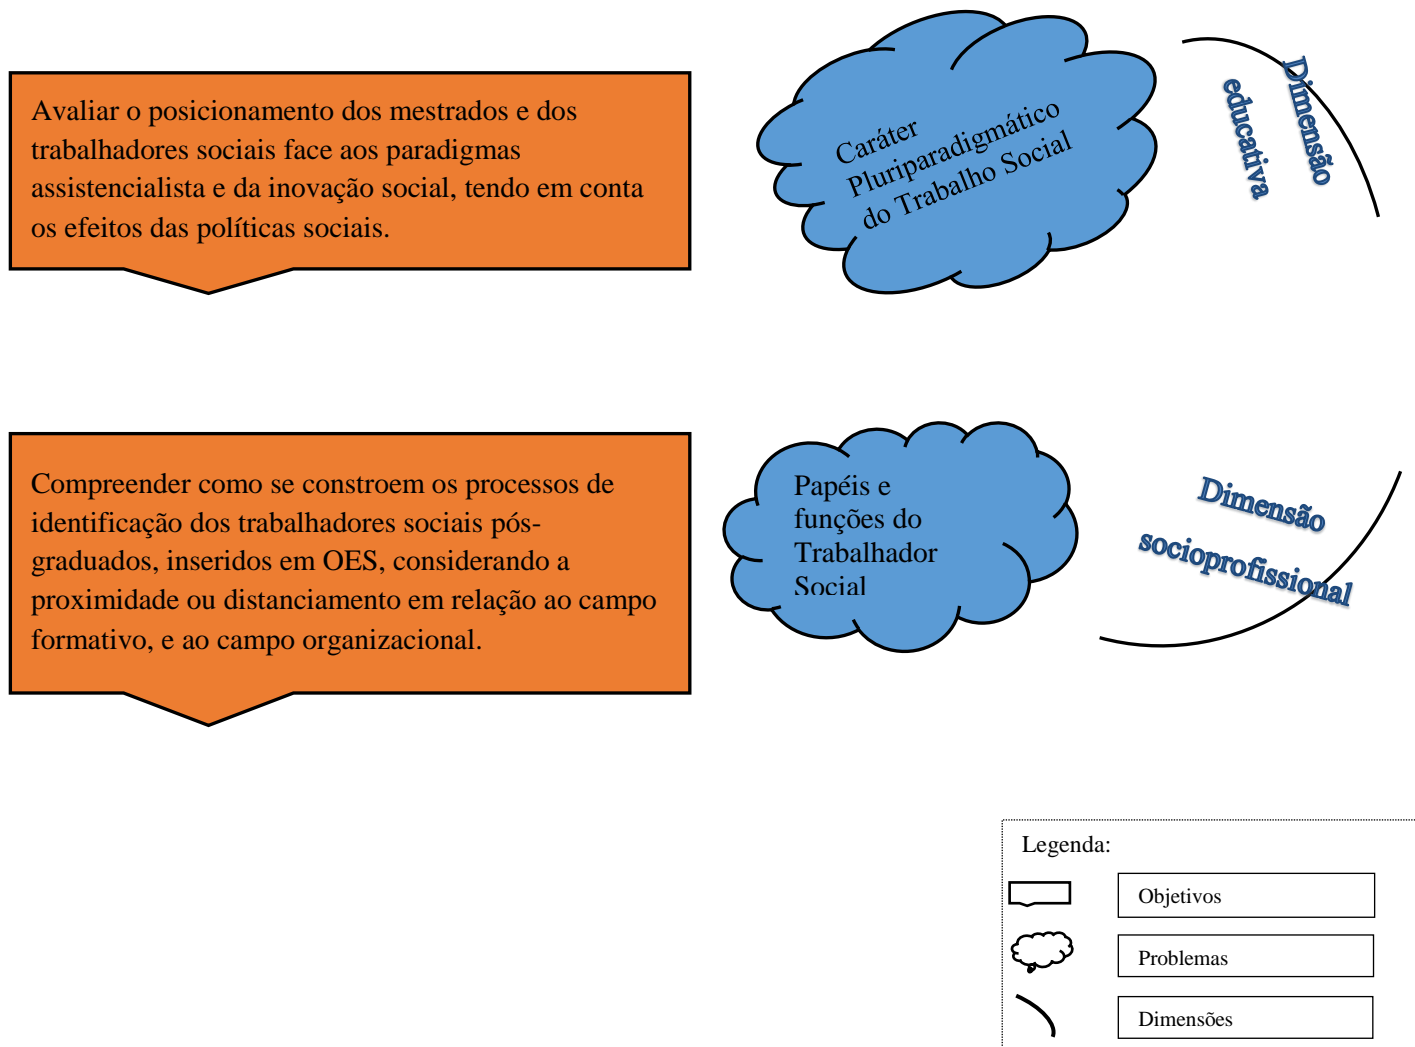 Avaliar o posicionamento dos mestrados e dos
trabalhadores sociais face aos paradigmas
assistencialista e da inovação social, tendo em conta
os efeitos das políticas sociais.
Caráter
Pluriparadigmático
do Trabalho Social
Dimensão
educativa
Compreender como se constroem os processos de
identificação dos trabalhadores sociais pós-
graduados, inseridos em OES, considerando a
proximidade ou distanciamento em relação ao campo
formativo, e ao campo organizacional.
Papéis e
funções do
Trabalhador
Social
Dimensão
socioprofissional
Legenda:
Objetivos
Problemas
Dimensões